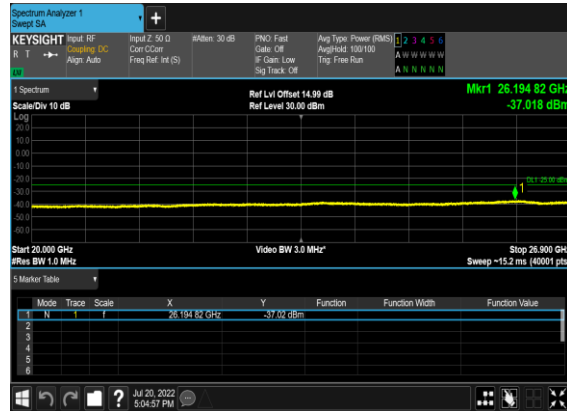 Spectrum Analyzer 1
Swept SA
+
KEYSIGHT Input: RF Input Z: 50 Ω #Atten: 30 dB PNO: Fast Avg Type: Power (RMS) 1 2 3 4 5 6
R T Coupling: DC Corr CCorr Gate: Off Avg|Hold: 100/100 A W W W W W
Align: Auto Freq Ref: Int (S) IF Gain: Low Trig: Free Run
Sig Track: Off A N N N N N
LXI
1 Spectrum Ref Lvl Offset 14.99 dB Mkr1 26.194 82 GHz
Scale/Div 10 dB Ref Level 30.00 dBm -37.018 dBm
Log
20.0
10.0
0.00
-10.0
-20.0 DL1 -25.00 dBm
-30.0 1
-40.0
-50.0
-60.0
Start 20.000 GHz Video BW 3.0 MHz* Stop 26.900 GHz
#Res BW 1.0 MHz Sweep ~15.2 ms (40001 pts)
5 Marker Table
Mode Trace Scale X Y Function Function Width Function Value
1 N 1 f 26.194 82 GHz -37.02 dBm
2
3
4
5
6
? Jul 20, 2022
5:04:57 PM